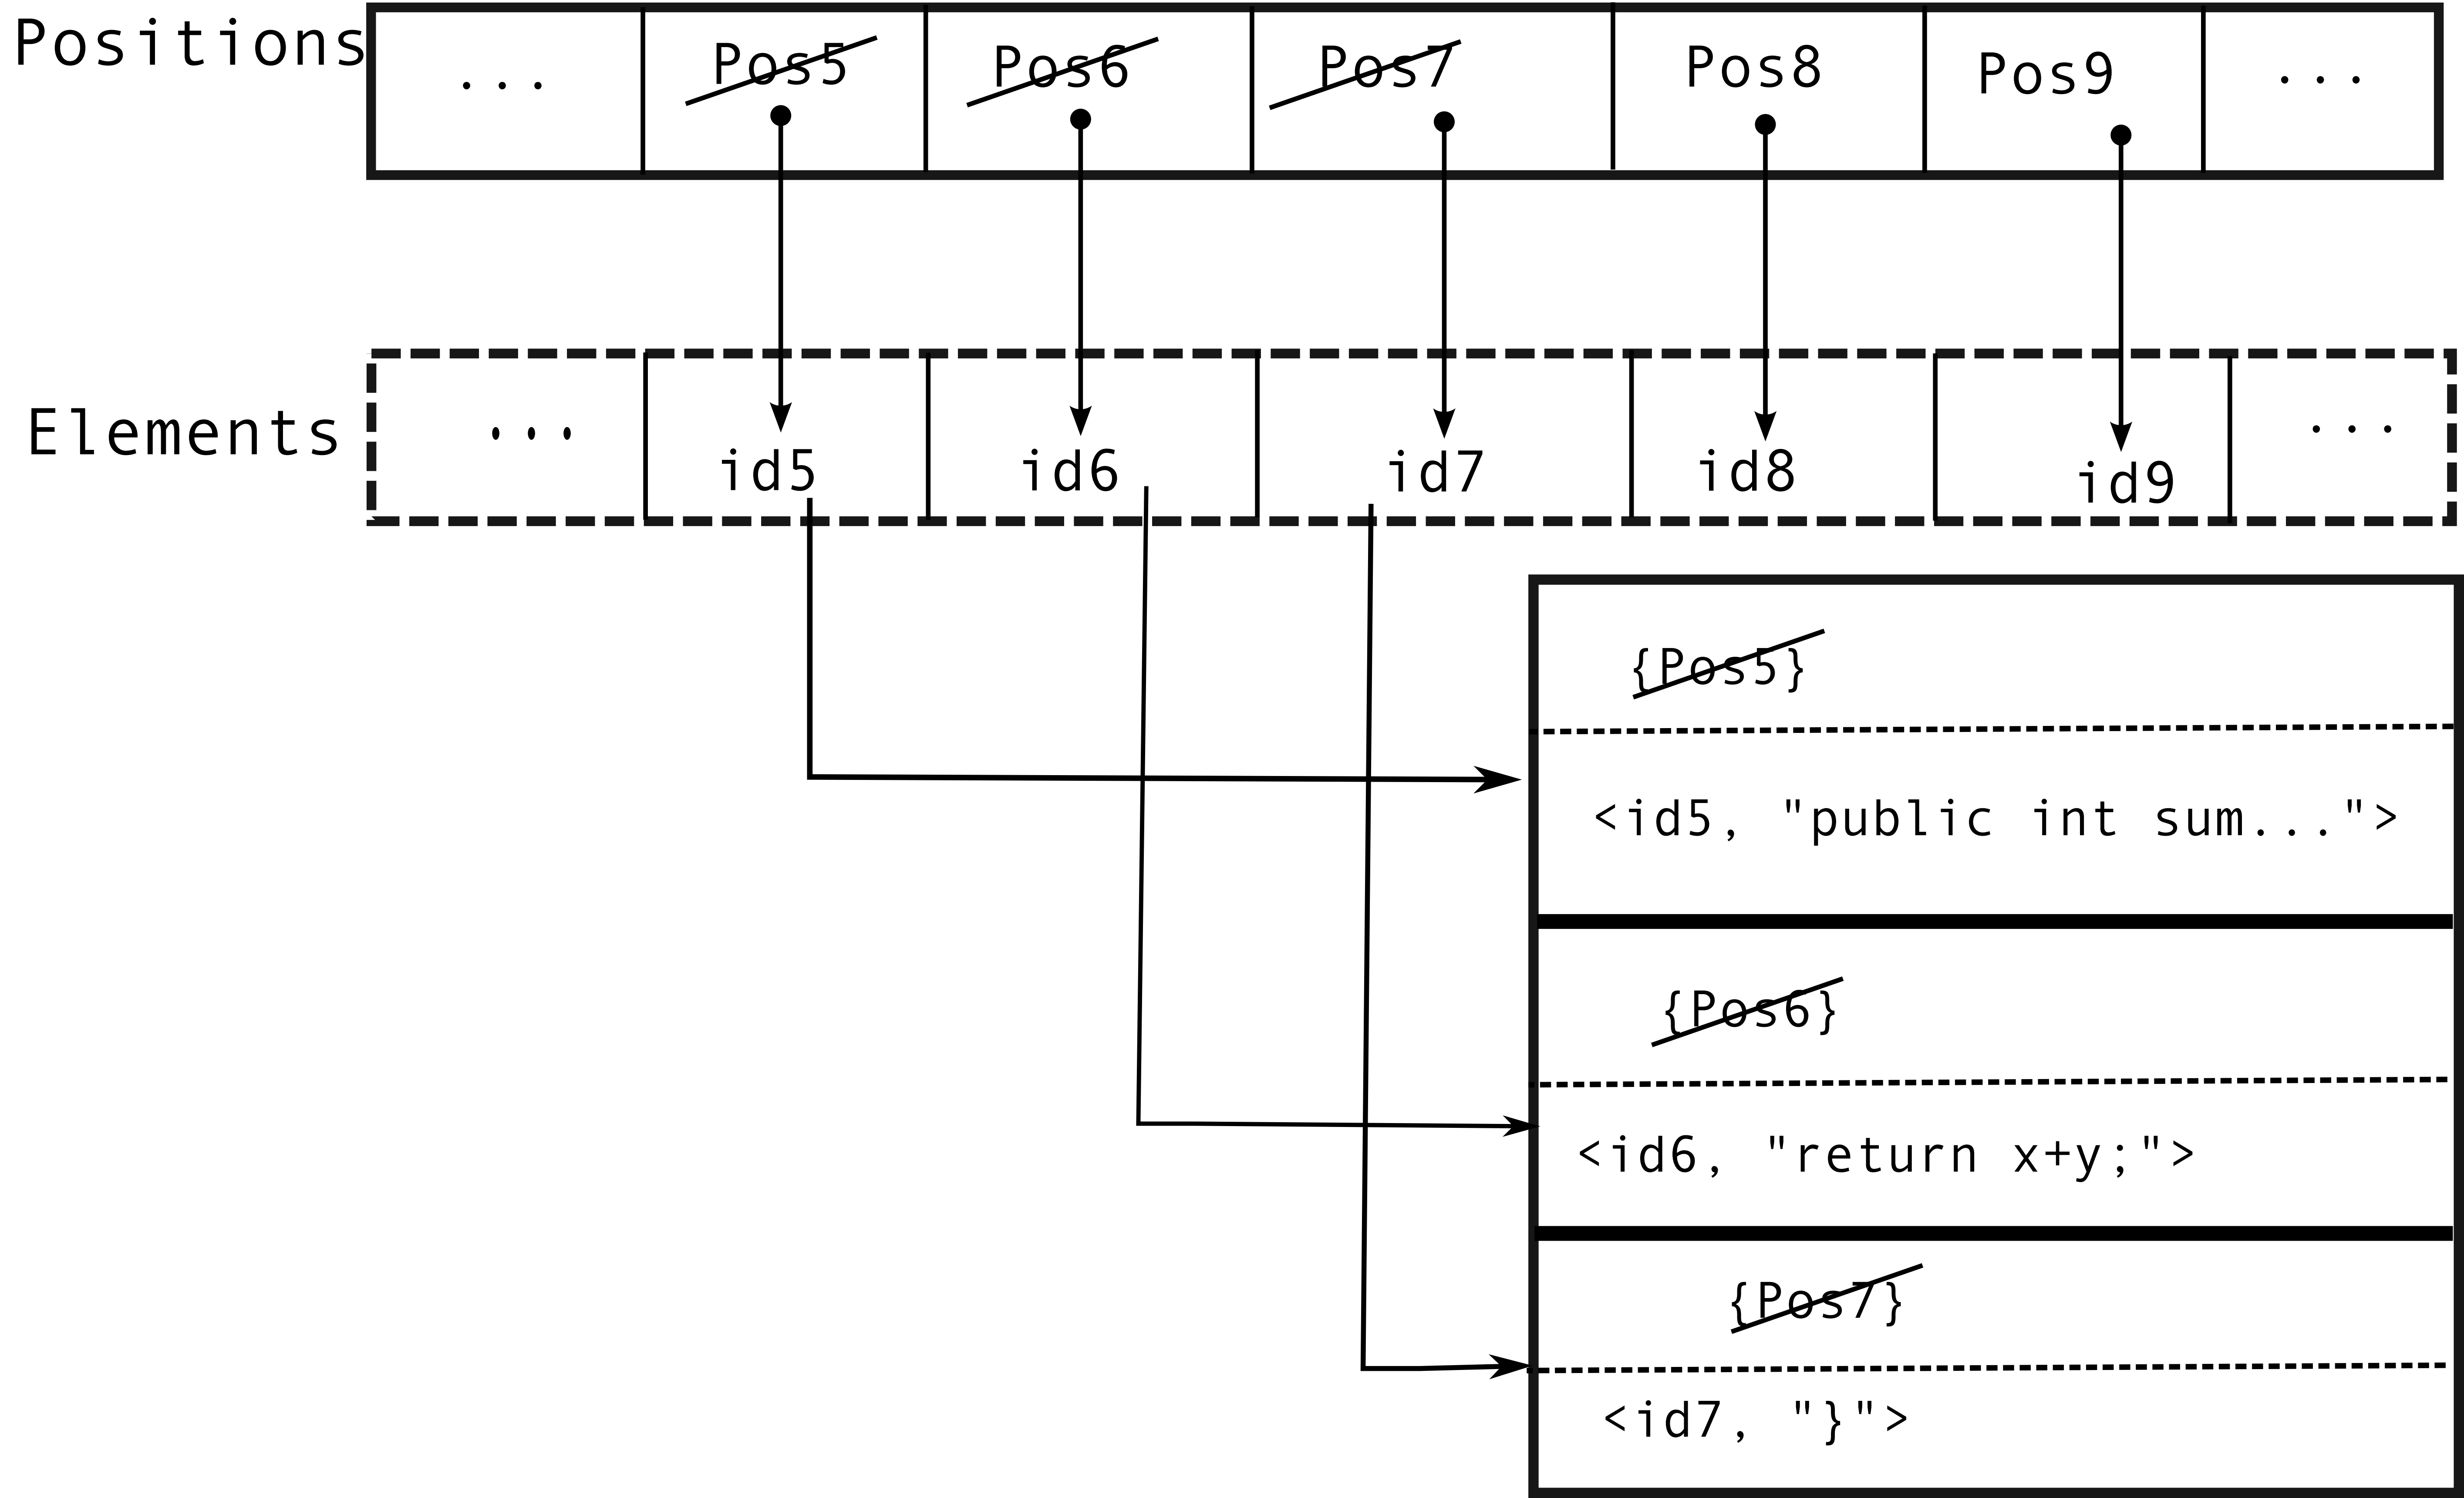 Positions ... Pos5 Pos6 Pos7 Pos8 Pos9 ...
Elements ... id5 id6 id7 id8 id9 ...
{Pos5}
<id5, "public int sum...">
{Pos6}
<id6, "return x+y;">
{Pos7}
<id7, "}">